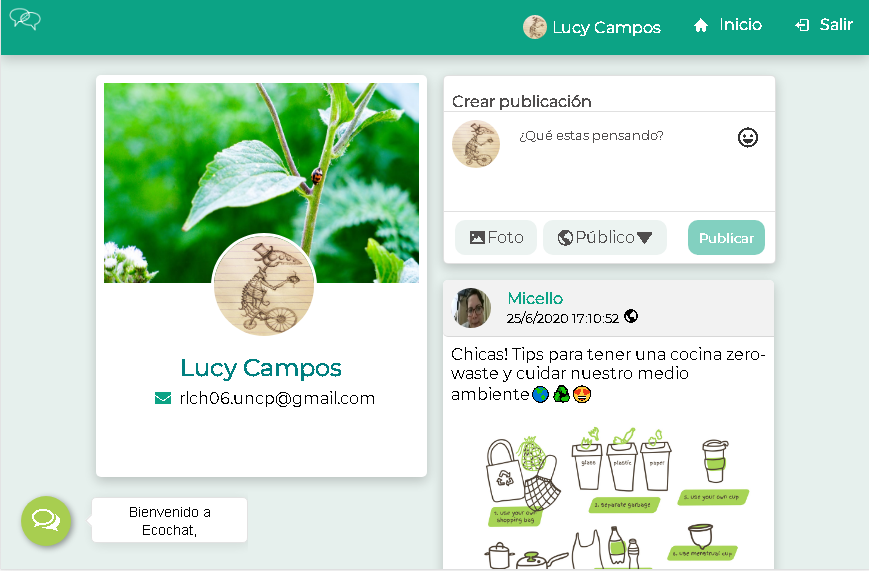 Lucy Campos
Inicio
Salir
Lucy Campos
rlch06.uncp@gmail.com
Bienvenido a
Ecochat,
Crear publicación
¿Qué estas pensando?
Foto
Público
Publicar
Micello
25/6/2020 17:10:52
Chicas! Tips para tener una cocina zero-
waste y cuidar nuestro medio
ambiente
glass
plastic
paper
1. use your own
shopping bag
2. separate garbage
3. use your own cup
6. use menstrual cup